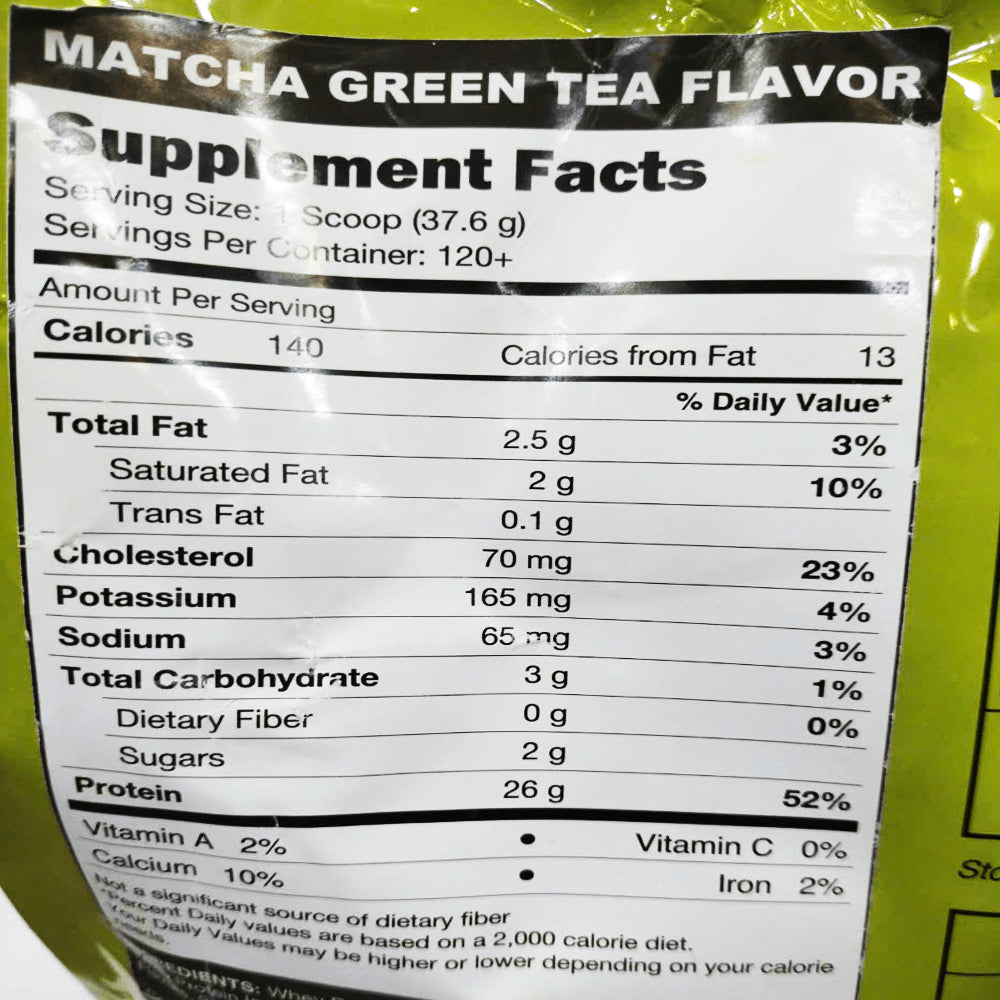 MATCHA GREEN TEA FLAVOR
Supplement Facts
Serving Size: 1 Scoop (37.6 g)
Servings Per Container: 120+
Amount Per Serving
Calories 140 Calories from Fat 13
% Daily Value*
Total Fat 2.5 g 3%
Saturated Fat 2 g 10%
Trans Fat 0.1 g
Cholesterol 70 mg 23%
Potassium 165 mg 4%
Sodium 65 mg 3%
Total Carbohydrate 3 g 1%
Dietary Fiber 0 g 0%
Sugars 2 g
Protein 26 g 52%
Vitamin A 2% • Vitamin C 0%
Calcium 10% • Iron 2%
Not a significant source of dietary fiber
*Percent Daily values are based on a 2,000 calorie diet.
Your Daily Values may be higher or lower depending on your calorie
needs.
INGREDIENTS: Whey
Protein
Sto